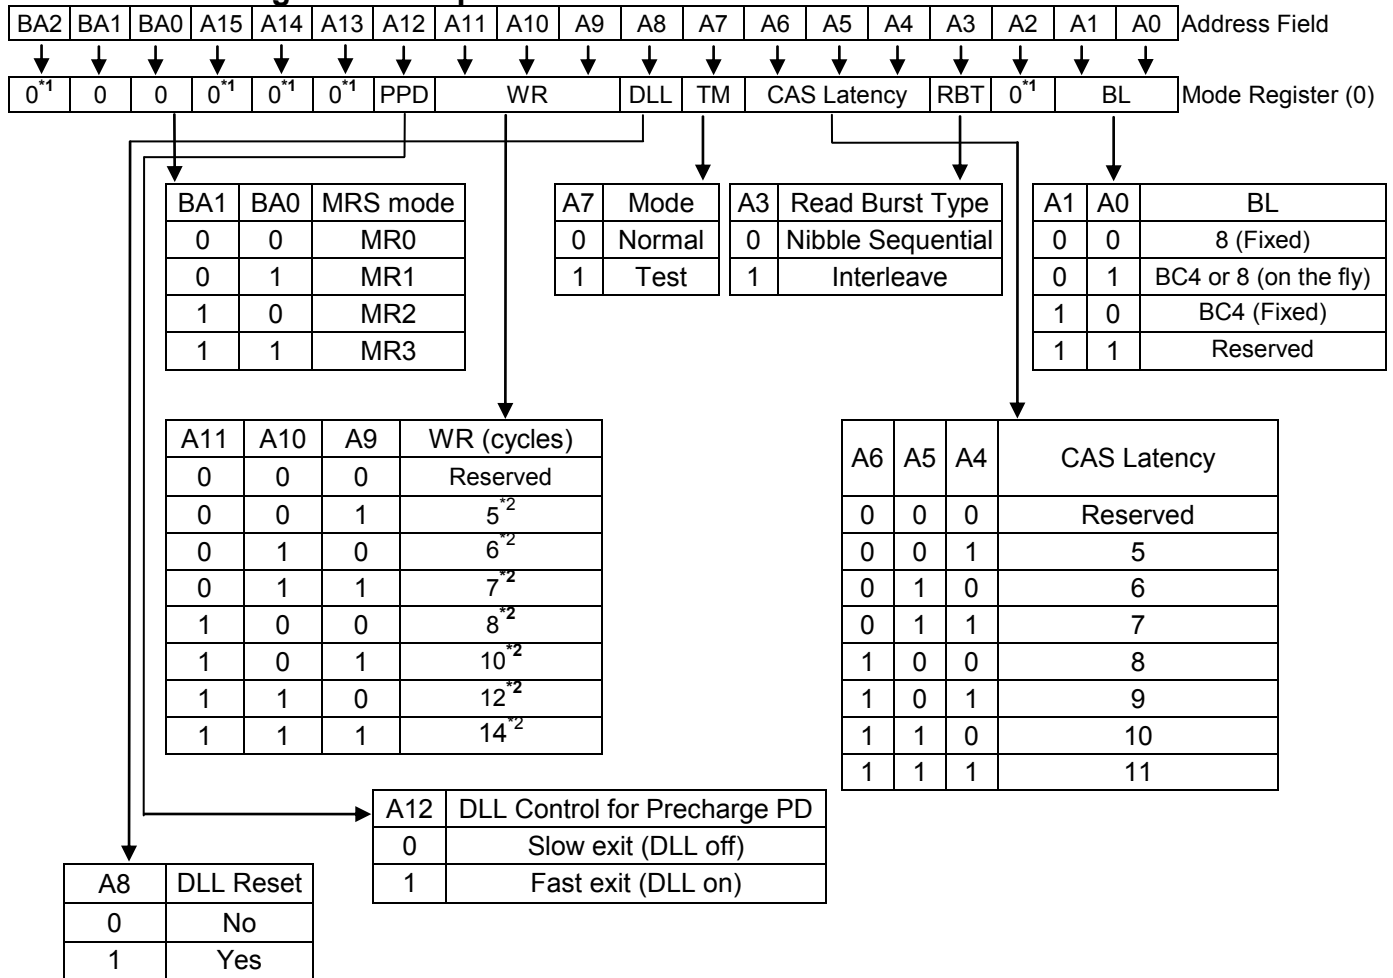 BA2 BA1 BA0 A15 A14 A13 A12 A11 A10 A9 A8 A7 A6 A5 A4 A3 A2 A1 A0 Address Field
0*1 0 0 0*1 0*1 0*1 PPD WR DLL TM CAS Latency RBT 0*1 BL Mode Register (0)
BA1 BA0 MRS mode
0 0 MR0
0 1 MR1
1 0 MR2
1 1 MR3
A7 Mode
0 Normal
1 Test
A3 Read Burst Type
0 Nibble Sequential
1 Interleave
A1 A0 BL
0 0 8 (Fixed)
0 1 BC4 or 8 (on the fly)
1 0 BC4 (Fixed)
1 1 Reserved
A11 A10 A9 WR (cycles)
0 0 0 Reserved
0 0 1 5*2
0 1 0 6*2
0 1 1 7*2
1 0 0 8*2
1 0 1 10*2
1 1 0 12*2
1 1 1 14*2
A6 A5 A4 CAS Latency
0 0 0 Reserved
0 0 1 5
0 1 0 6
0 1 1 7
1 0 0 8
1 0 1 9
1 1 0 10
1 1 1 11
A12 DLL Control for Precharge PD
0 Slow exit (DLL off)
1 Fast exit (DLL on)
A8 DLL Reset
0 No
1 Yes